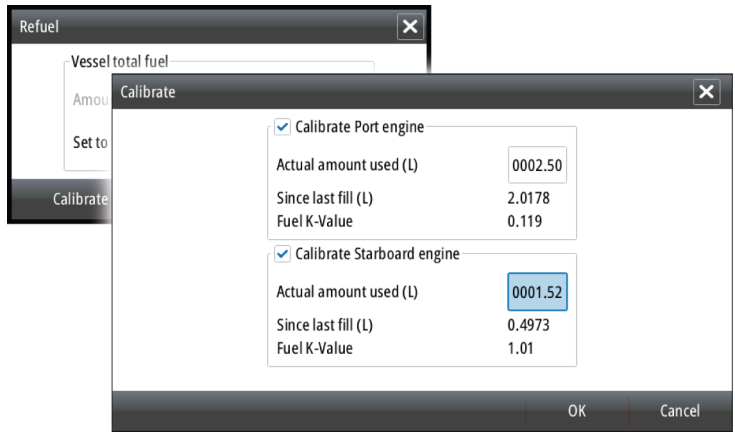 Refuel
Vessel total fuel
Amou
Set to
Calibrate
Calibrate
Calibrate Port engine
Actual amount used (L) 0002.50
Since last fill (L) 2.0178
Fuel K-Value 0.119
Calibrate Starboard engine
Actual amount used (L) 0001.52
Since last fill (L) 0.4973
Fuel K-Value 1.01
OK Cancel